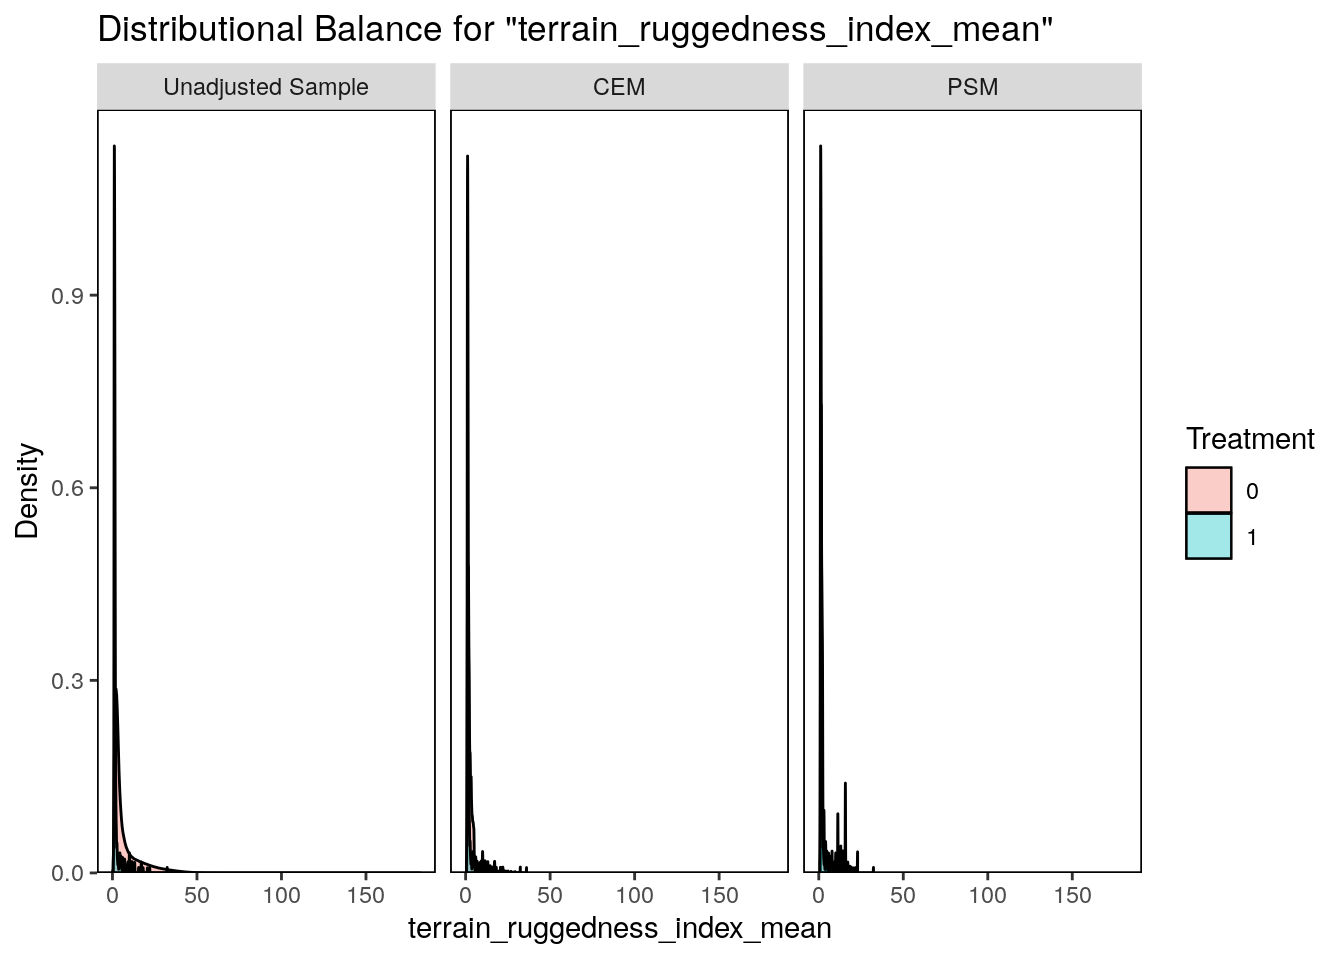 Distributional Balance for "terrain_ruggedness_index_mean"
Unadjusted Sample
CEM
PSM
Density
0.9
0.6
0.3
0.0
0 50 100 150
0 50 100 150
0 50 100 150
terrain_ruggedness_index_mean
Treatment
0
1